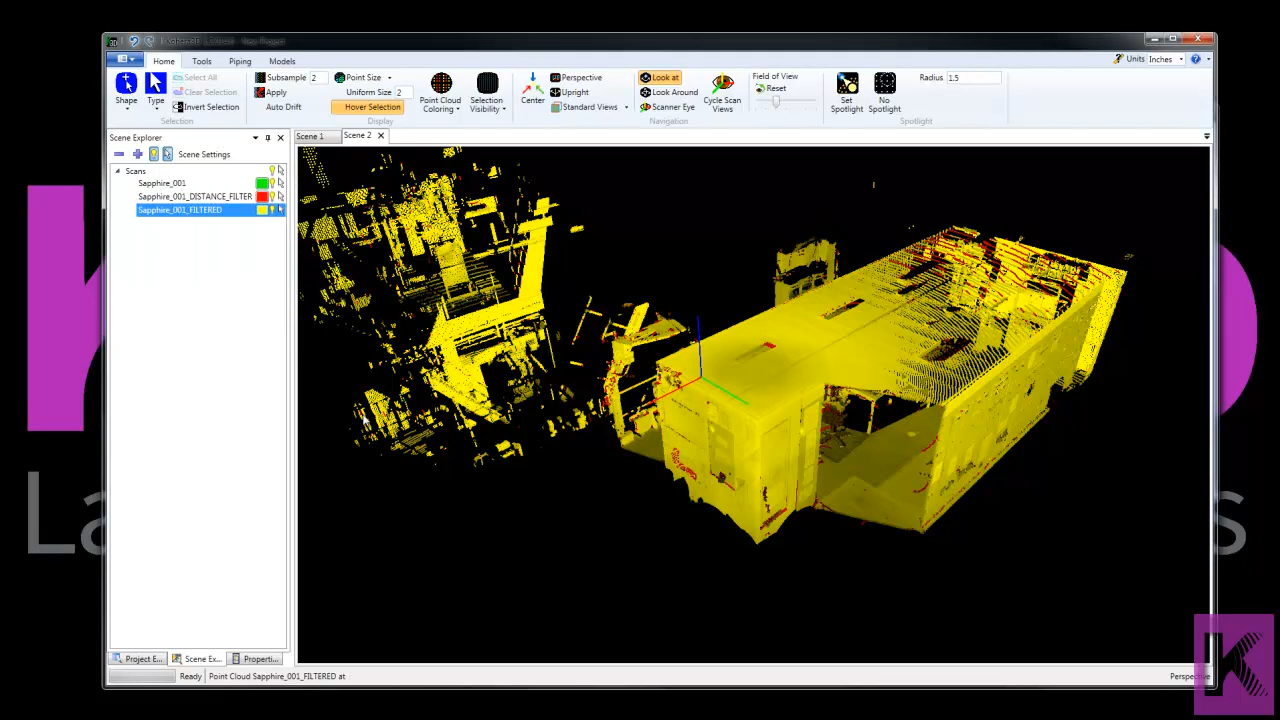 New Project
Home
Tools
Piping
Models
Units
Inches
Shape
Type
Select All
Clear Selection
Invert Selection
Selection
Subsample 2
Apply
Auto Drift
Point Size
Uniform Size 2
Hover Selection
Display
Point Cloud Coloring
Selection Visibility
Center
Perspective
Upright
Standard Views
Look at
Look Around
Scanner Eye
Navigation
Cycle Scan Views
Field of View
Reset
Set Spotlight
No Spotlight
Radius 1.5
Spotlight
Scene Explorer
Scene 1
Scene 2
Scene Settings
Scans
Sapphire_001
Sapphire_001_DISTANCE_FILTER
Sapphire_001_FILTERED
Project E...
Scene Ex...
Properti...
Ready
Point Cloud Sapphire_001_FILTERED at
K